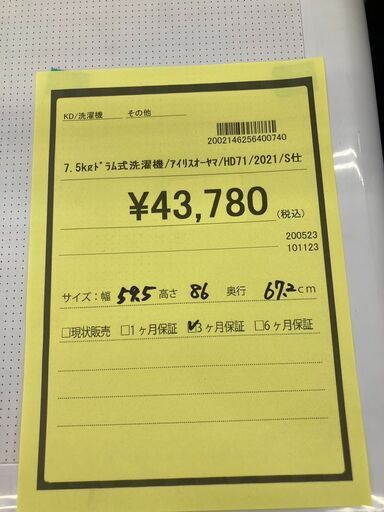 KD/洗濯機 その他
2002146256400740
7.5kgﾄﾞﾗﾑ式洗濯機/ｱｲﾘｽｵｰﾔﾏ/HD71/2021/S仕
¥43,780(税込)
200523
101123
サイズ:幅 59.5 高さ 86 奥行 67.2cm
□現状販売 □1ヶ月保証 ☑3ヶ月保証 □6ヶ月保証